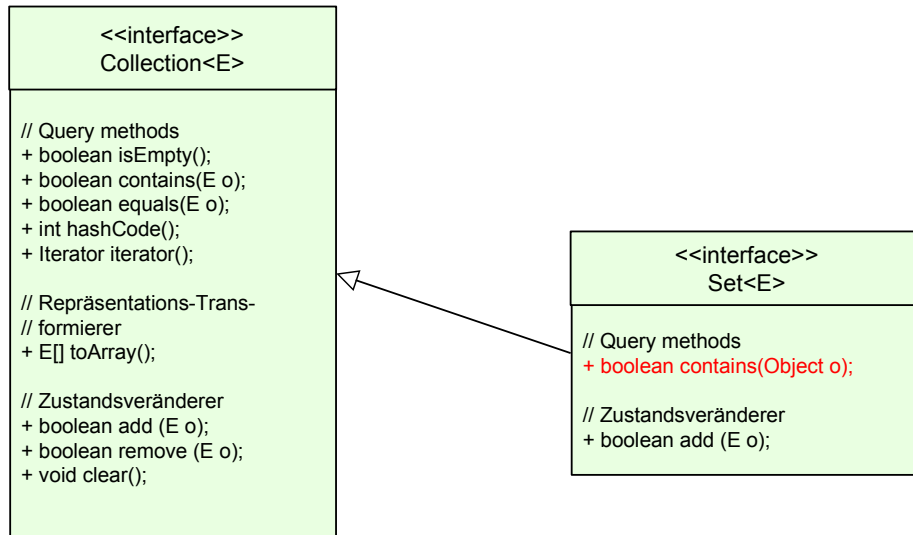 <<interface>>
Collection<E>
// Query methods
+ boolean isEmpty();
+ boolean contains(E o);
+ boolean equals(E o);
+ int hashCode();
+ Iterator iterator();
// Repräsentations-Trans-
// formierer
+ E[] toArray();
// Zustandsveränderer
+ boolean add (E o);
+ boolean remove (E o);
+ void clear();
<<interface>>
Set<E>
// Query methods
+ boolean contains(Object o);
// Zustandsveränderer
+ boolean add (E o);